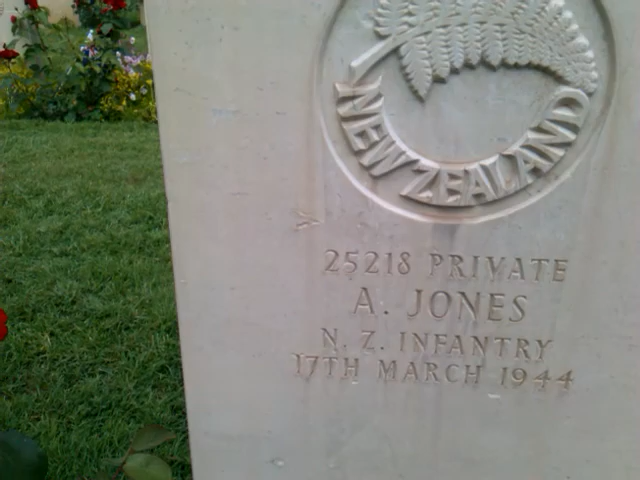 NEW ZEALAND
25218 PRIVATE
A. JONES
N. Z. INFANTRY
17TH MARCH 1944